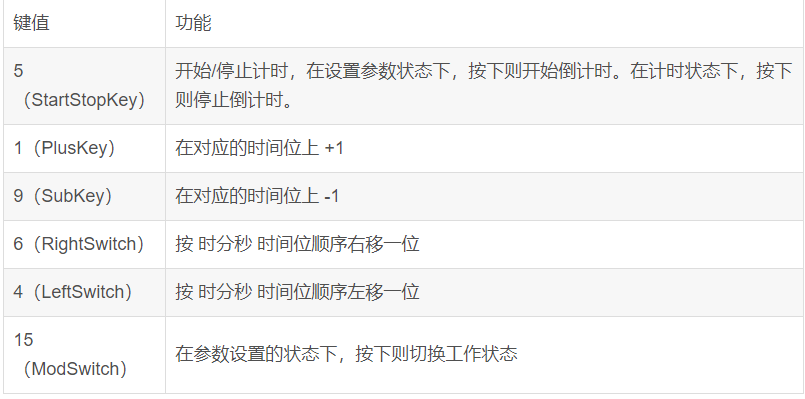 键值 功能
5
（StartStopKey）
开始/停止计时，在设置参数状态下，按下则开始倒计时。在计时状态下，按下
则停止倒计时。
1（PlusKey） 在对应的时间位上 +1
9（SubKey） 在对应的时间位上 -1
6（RightSwitch） 按 时分秒 时间位顺序右移一位
4（LeftSwitch） 按 时分秒 时间位顺序左移一位
15
（ModSwitch）
在参数设置的状态下，按下则切换工作状态